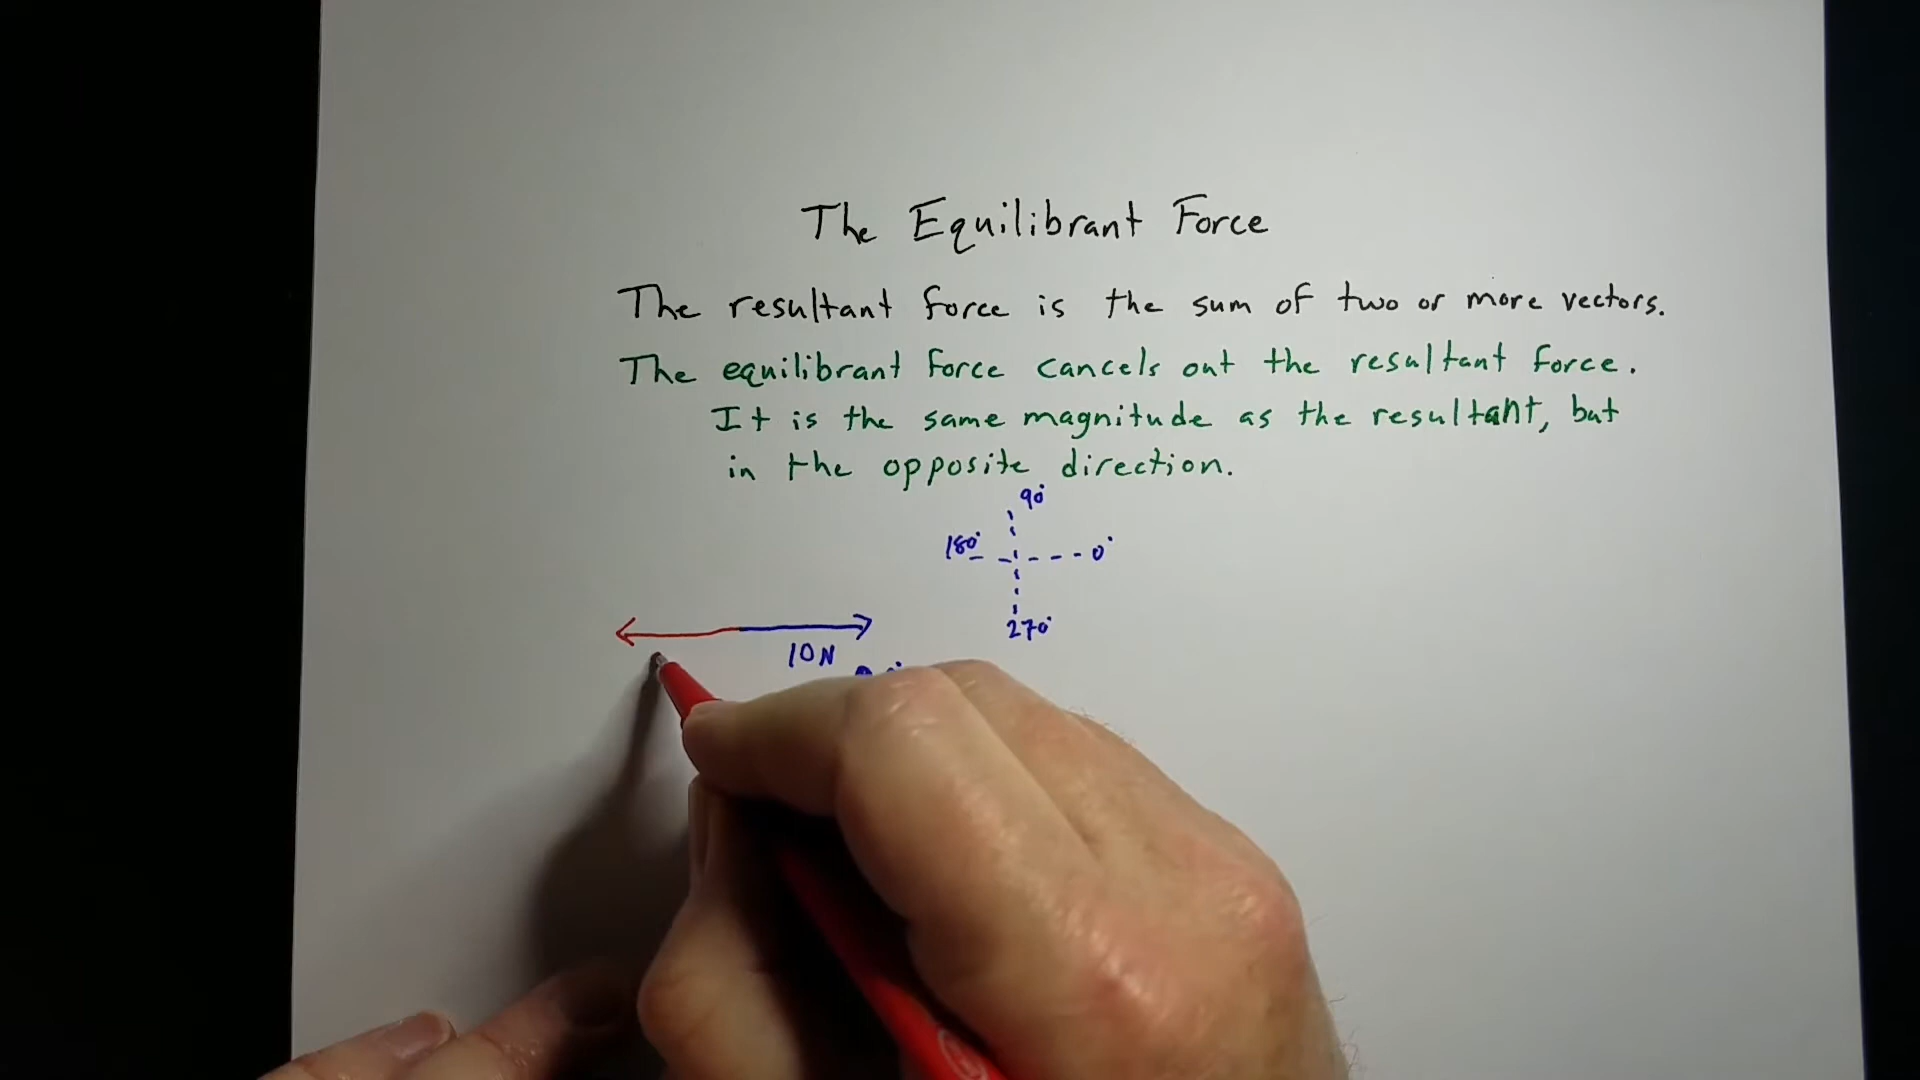 The Equilibrant Force
The resultant force is the sum of two or more vectors.
The equilibrant force cancels out the resultant force.
It is the same magnitude as the resultant, but
in the opposite direction.
90°
180°
0°
270°
10N